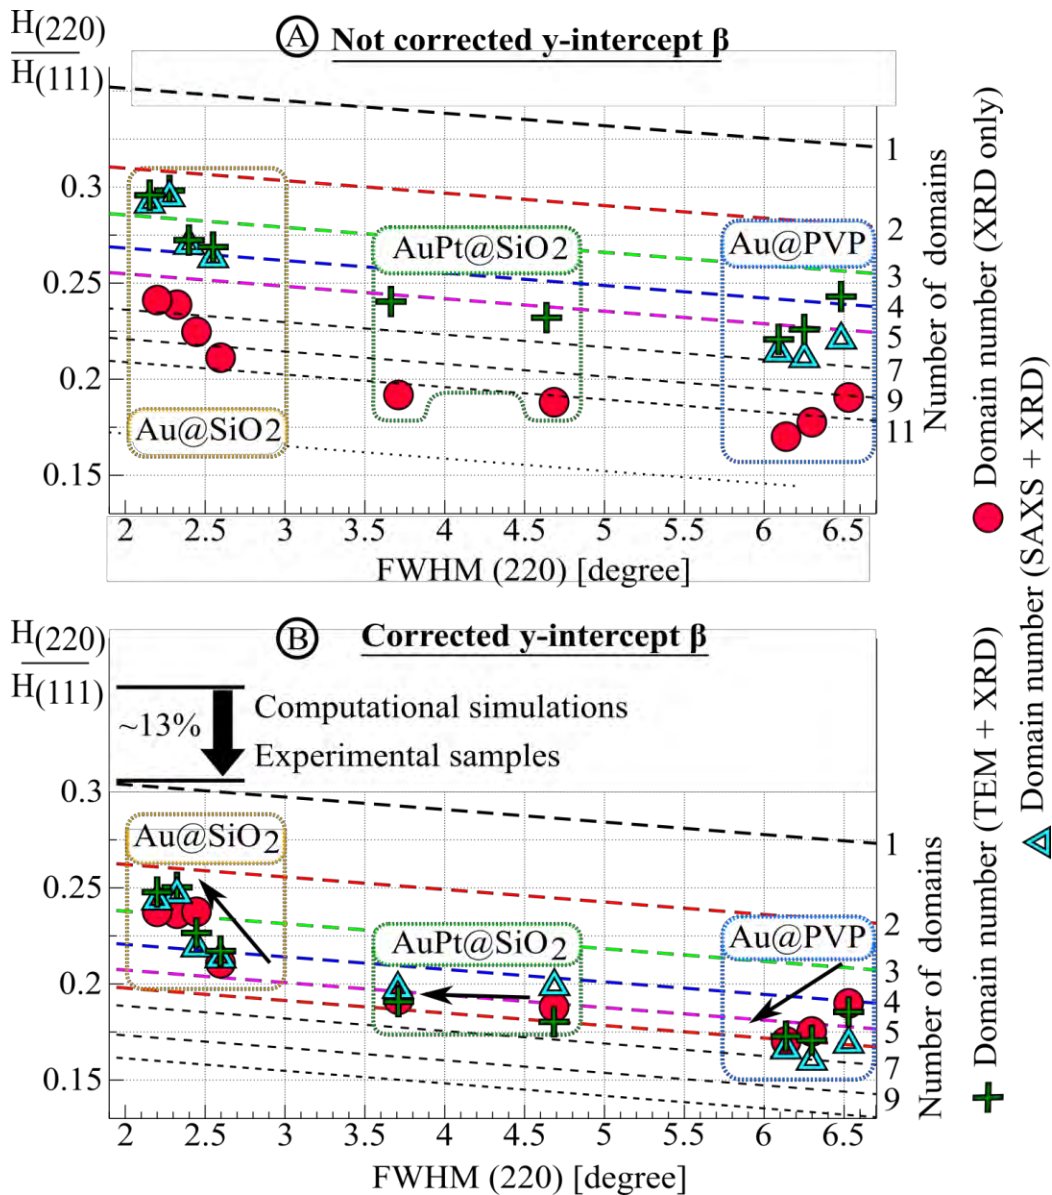 H(220)
H(111)
Ⓐ Not corrected y-intercept β
0.3
0.25
0.2
0.15
1
2
3
4
5
7
9
11
Au@SiO2
AuPt@SiO2
Au@PVP
Number of domains
2 2.5 3 3.5 4 4.5 5 5.5 6 6.5
FWHM (220) [degree]
H(220)
H(111)
Ⓑ Corrected y-intercept β
~13%
Computational simulations
Experimental samples
0.3
0.25
0.2
0.15
1
2
3
4
5
7
9
Au@SiO2
AuPt@SiO2
Au@PVP
Number of domains
2 2.5 3 3.5 4 4.5 5 5.5 6 6.5
FWHM (220) [degree]
Domain number (XRD only)
Domain number (TEM + XRD)
Domain number (SAXS + XRD)